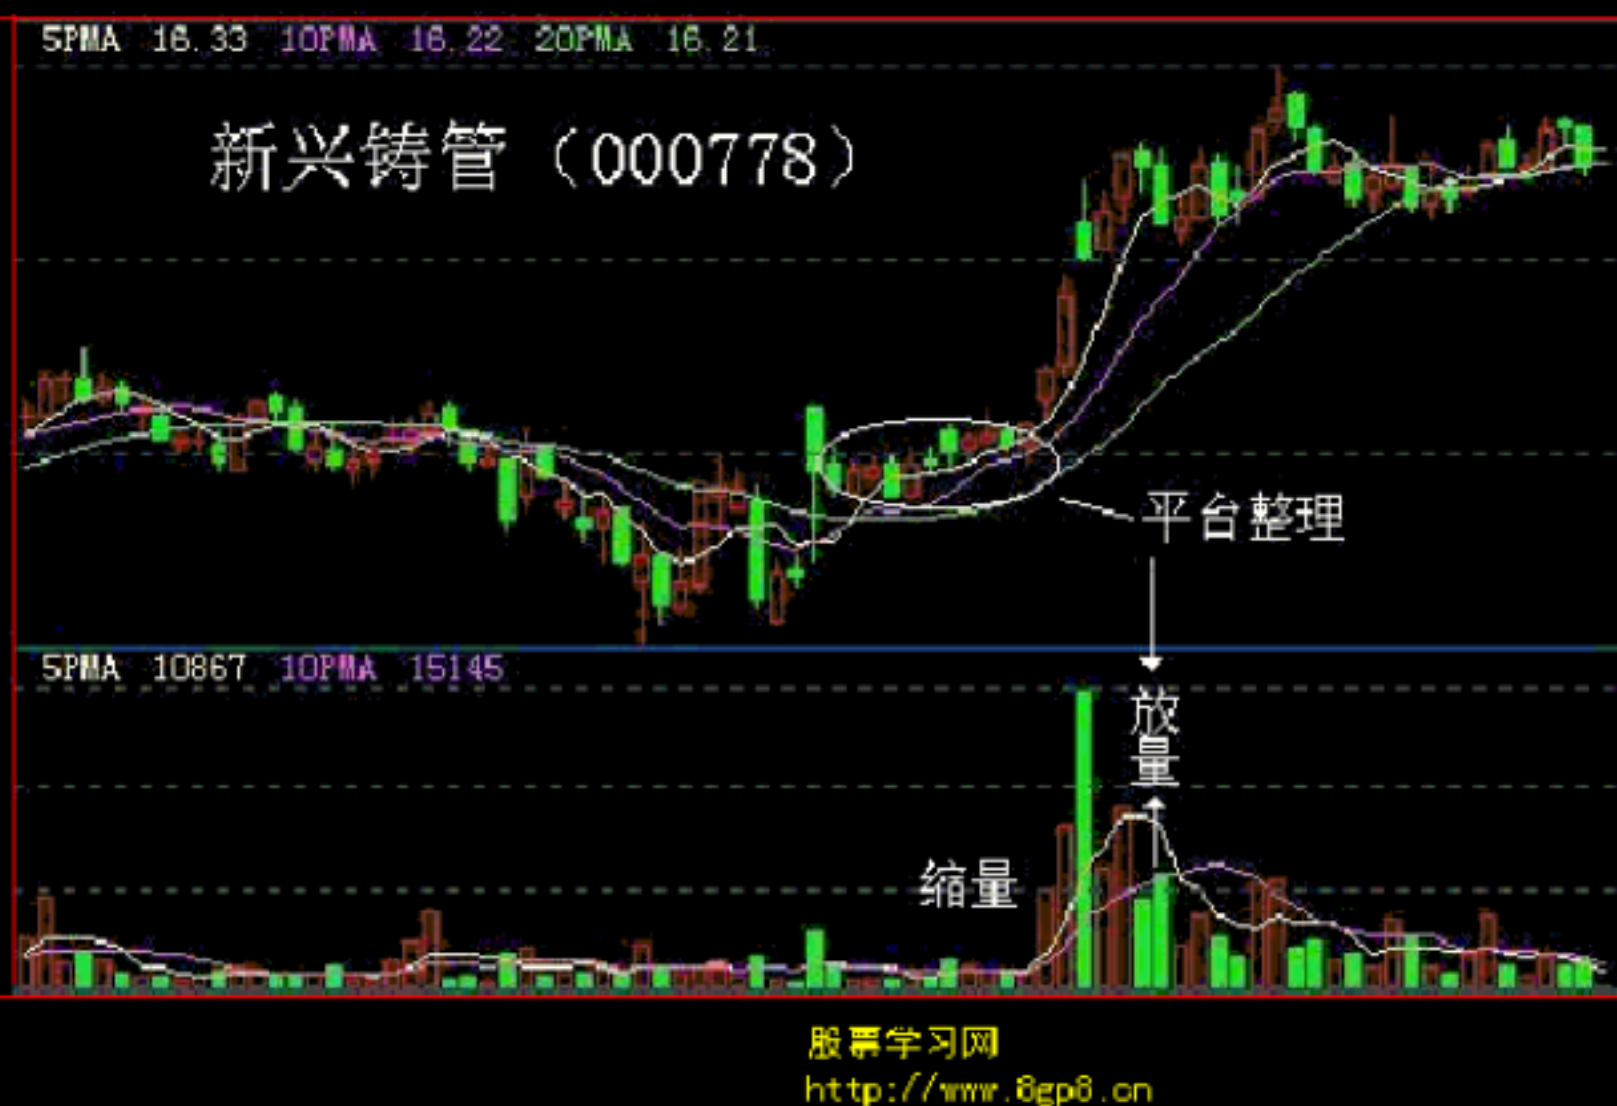 5PMA 16.33 10PMA 16.22 20PMA 16.21
新兴铸管（000778）
平台整理
5PMA 10867 10PMA 15145
放量
缩量
股票学习网
http://www.8gp8.cn